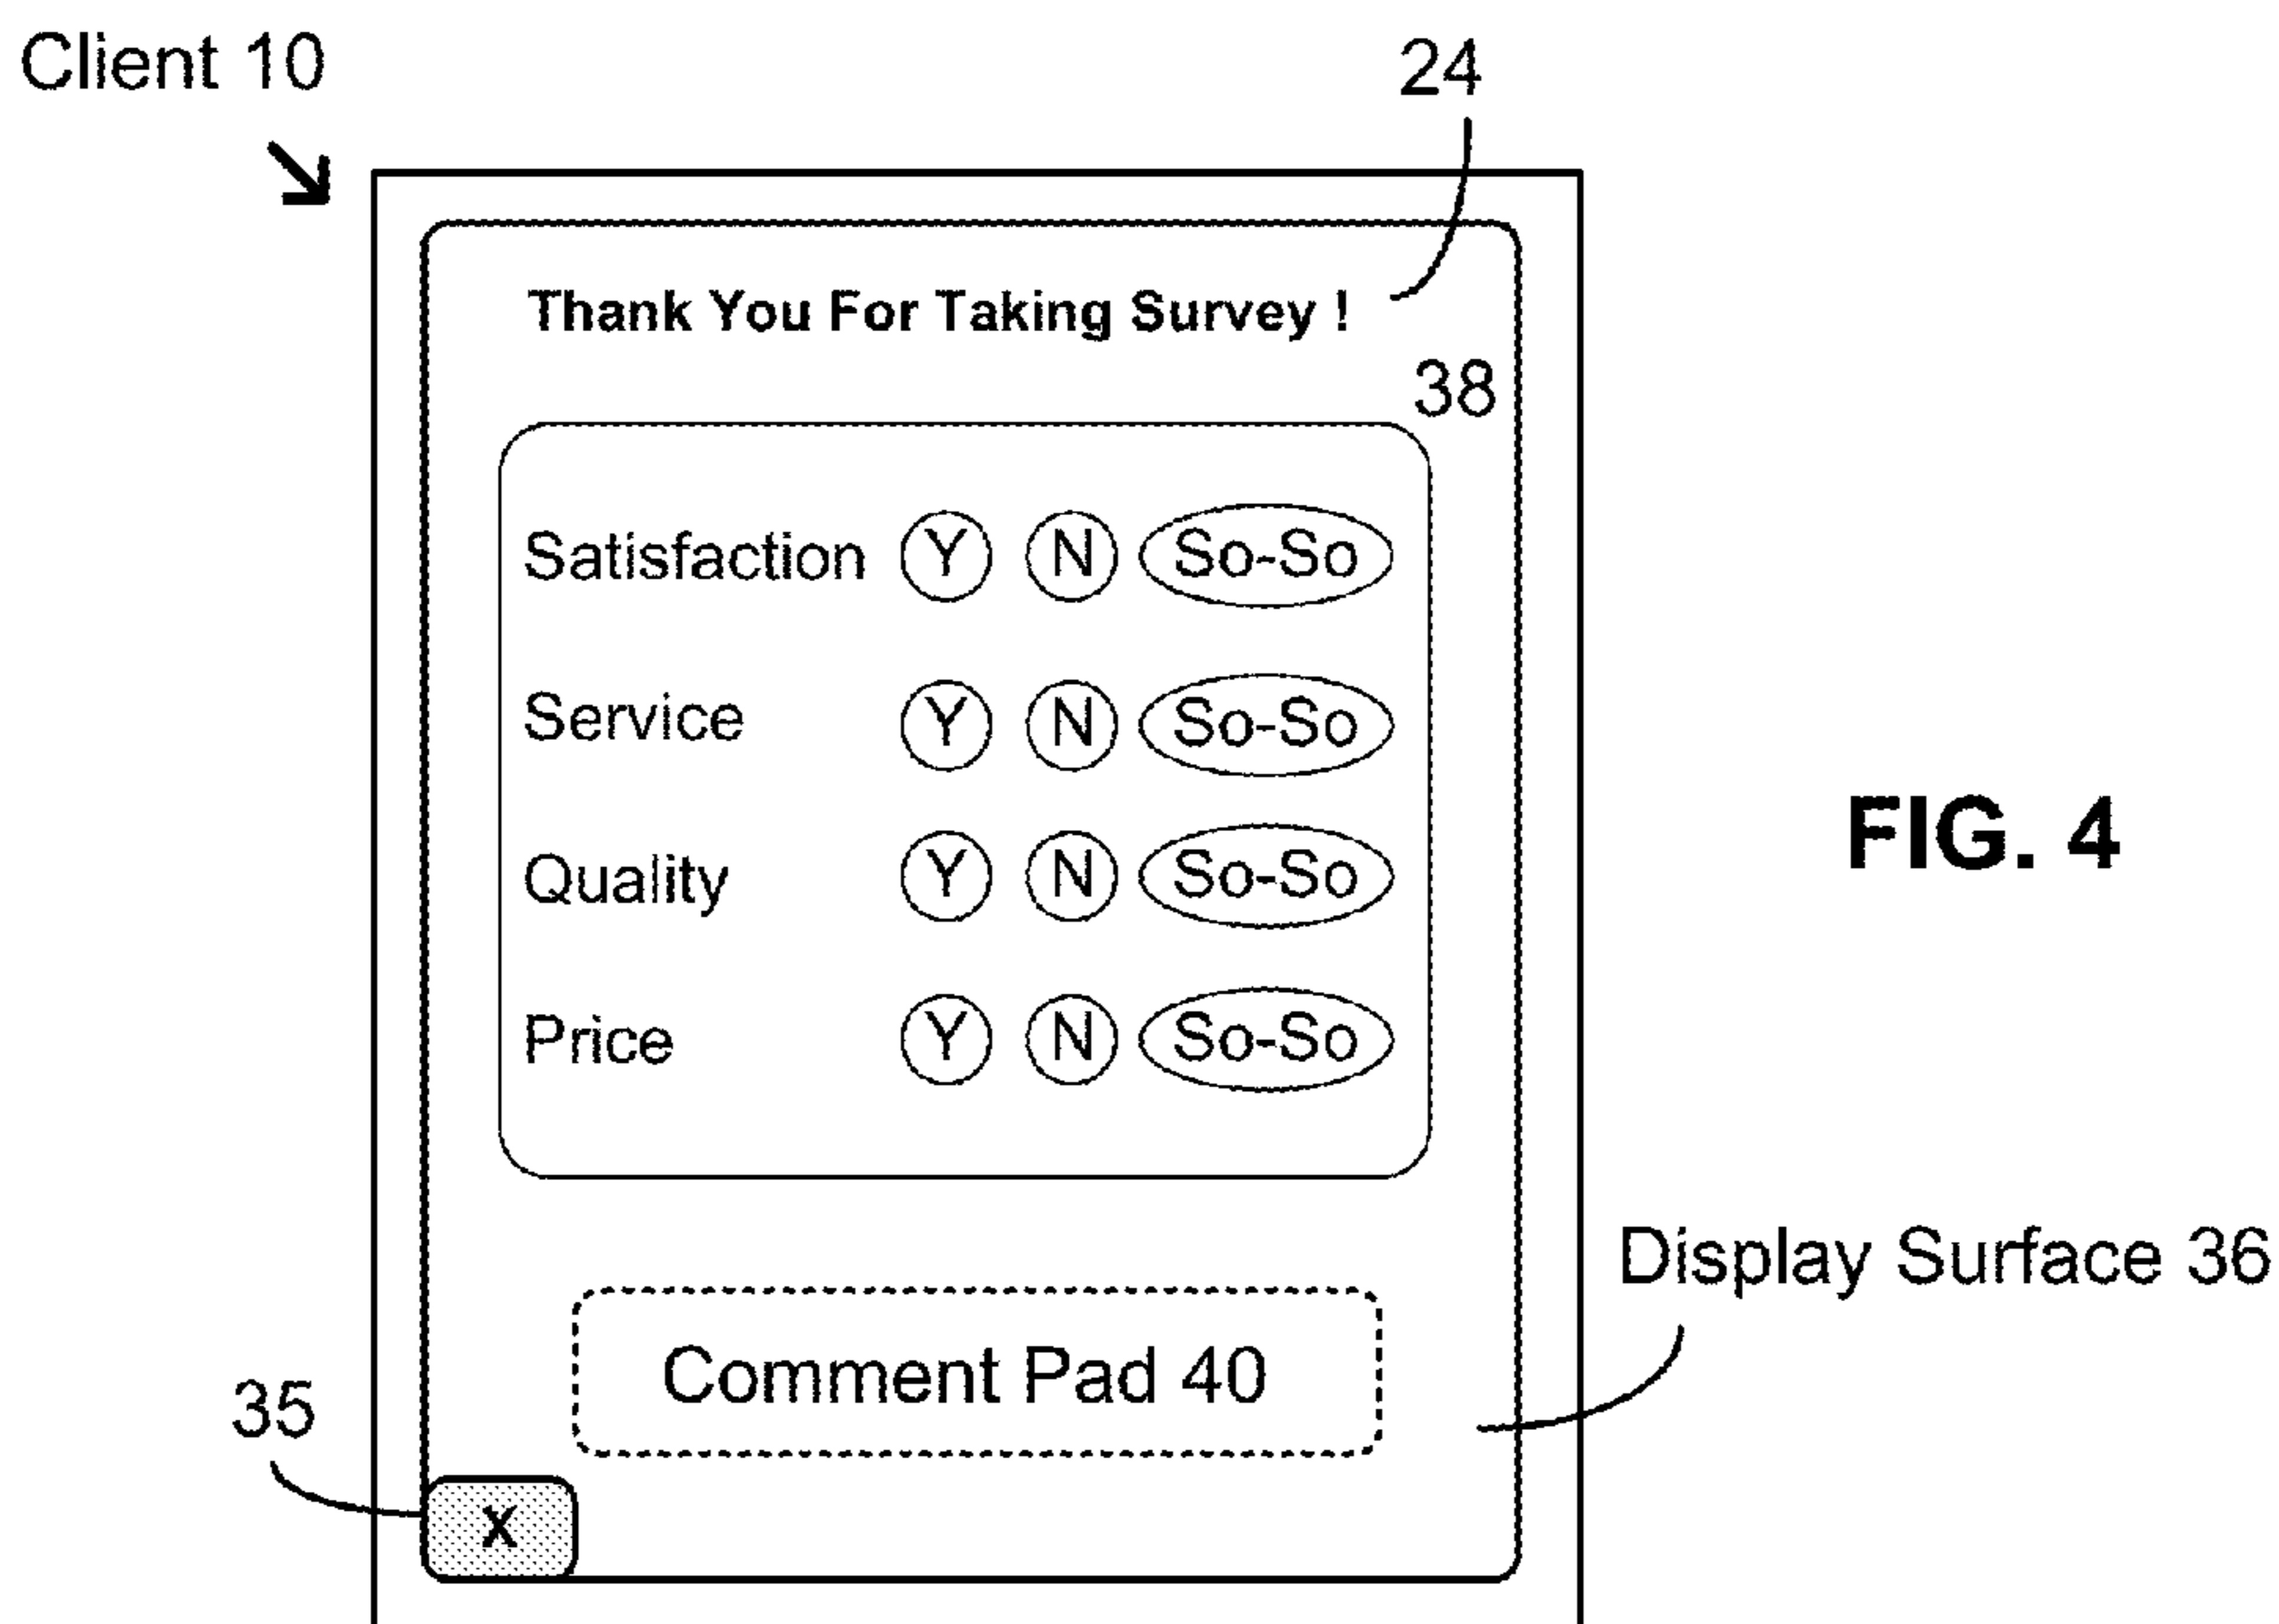 Client 10
24
Thank You For Taking Survey !
38
Satisfaction Y N So-So
Service Y N So-So
Quality Y N So-So
Price Y N So-So
FIG. 4
Display Surface 36
Comment Pad 40
35
X